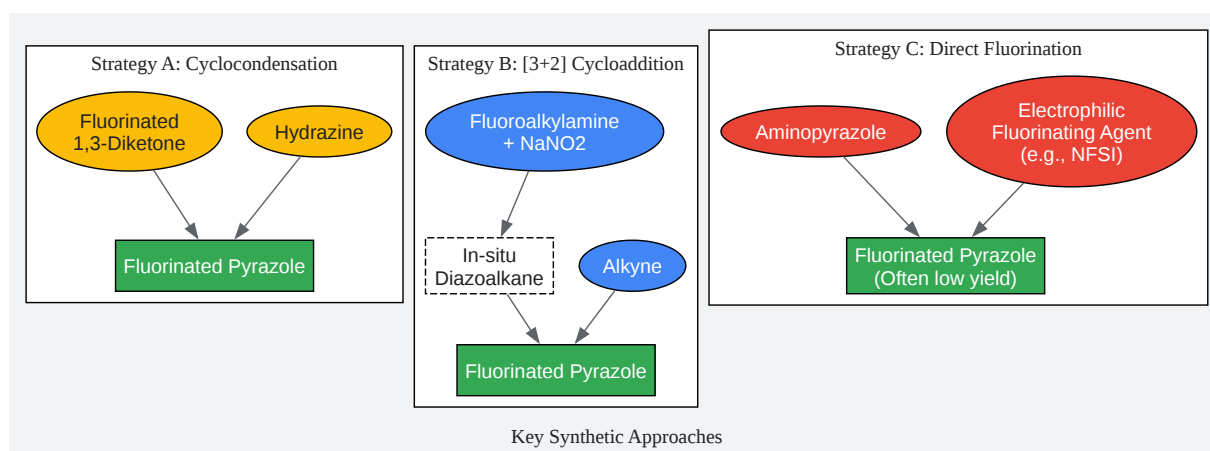 Strategy A: Cyclocondensation
Fluorinated
1,3-Diketone
Hydrazine
Fluorinated Pyrazole
Strategy B: [3+2] Cycloaddition
Fluoroalkylamine
+ NaNO2
In-situ
Diazoalkane
Alkyne
Fluorinated Pyrazole
Strategy C: Direct Fluorination
Aminopyrazole
Electrophilic
Fluorinating Agent
(e.g., NFSI)
Fluorinated Pyrazole
(Often low yield)
Key Synthetic Approaches